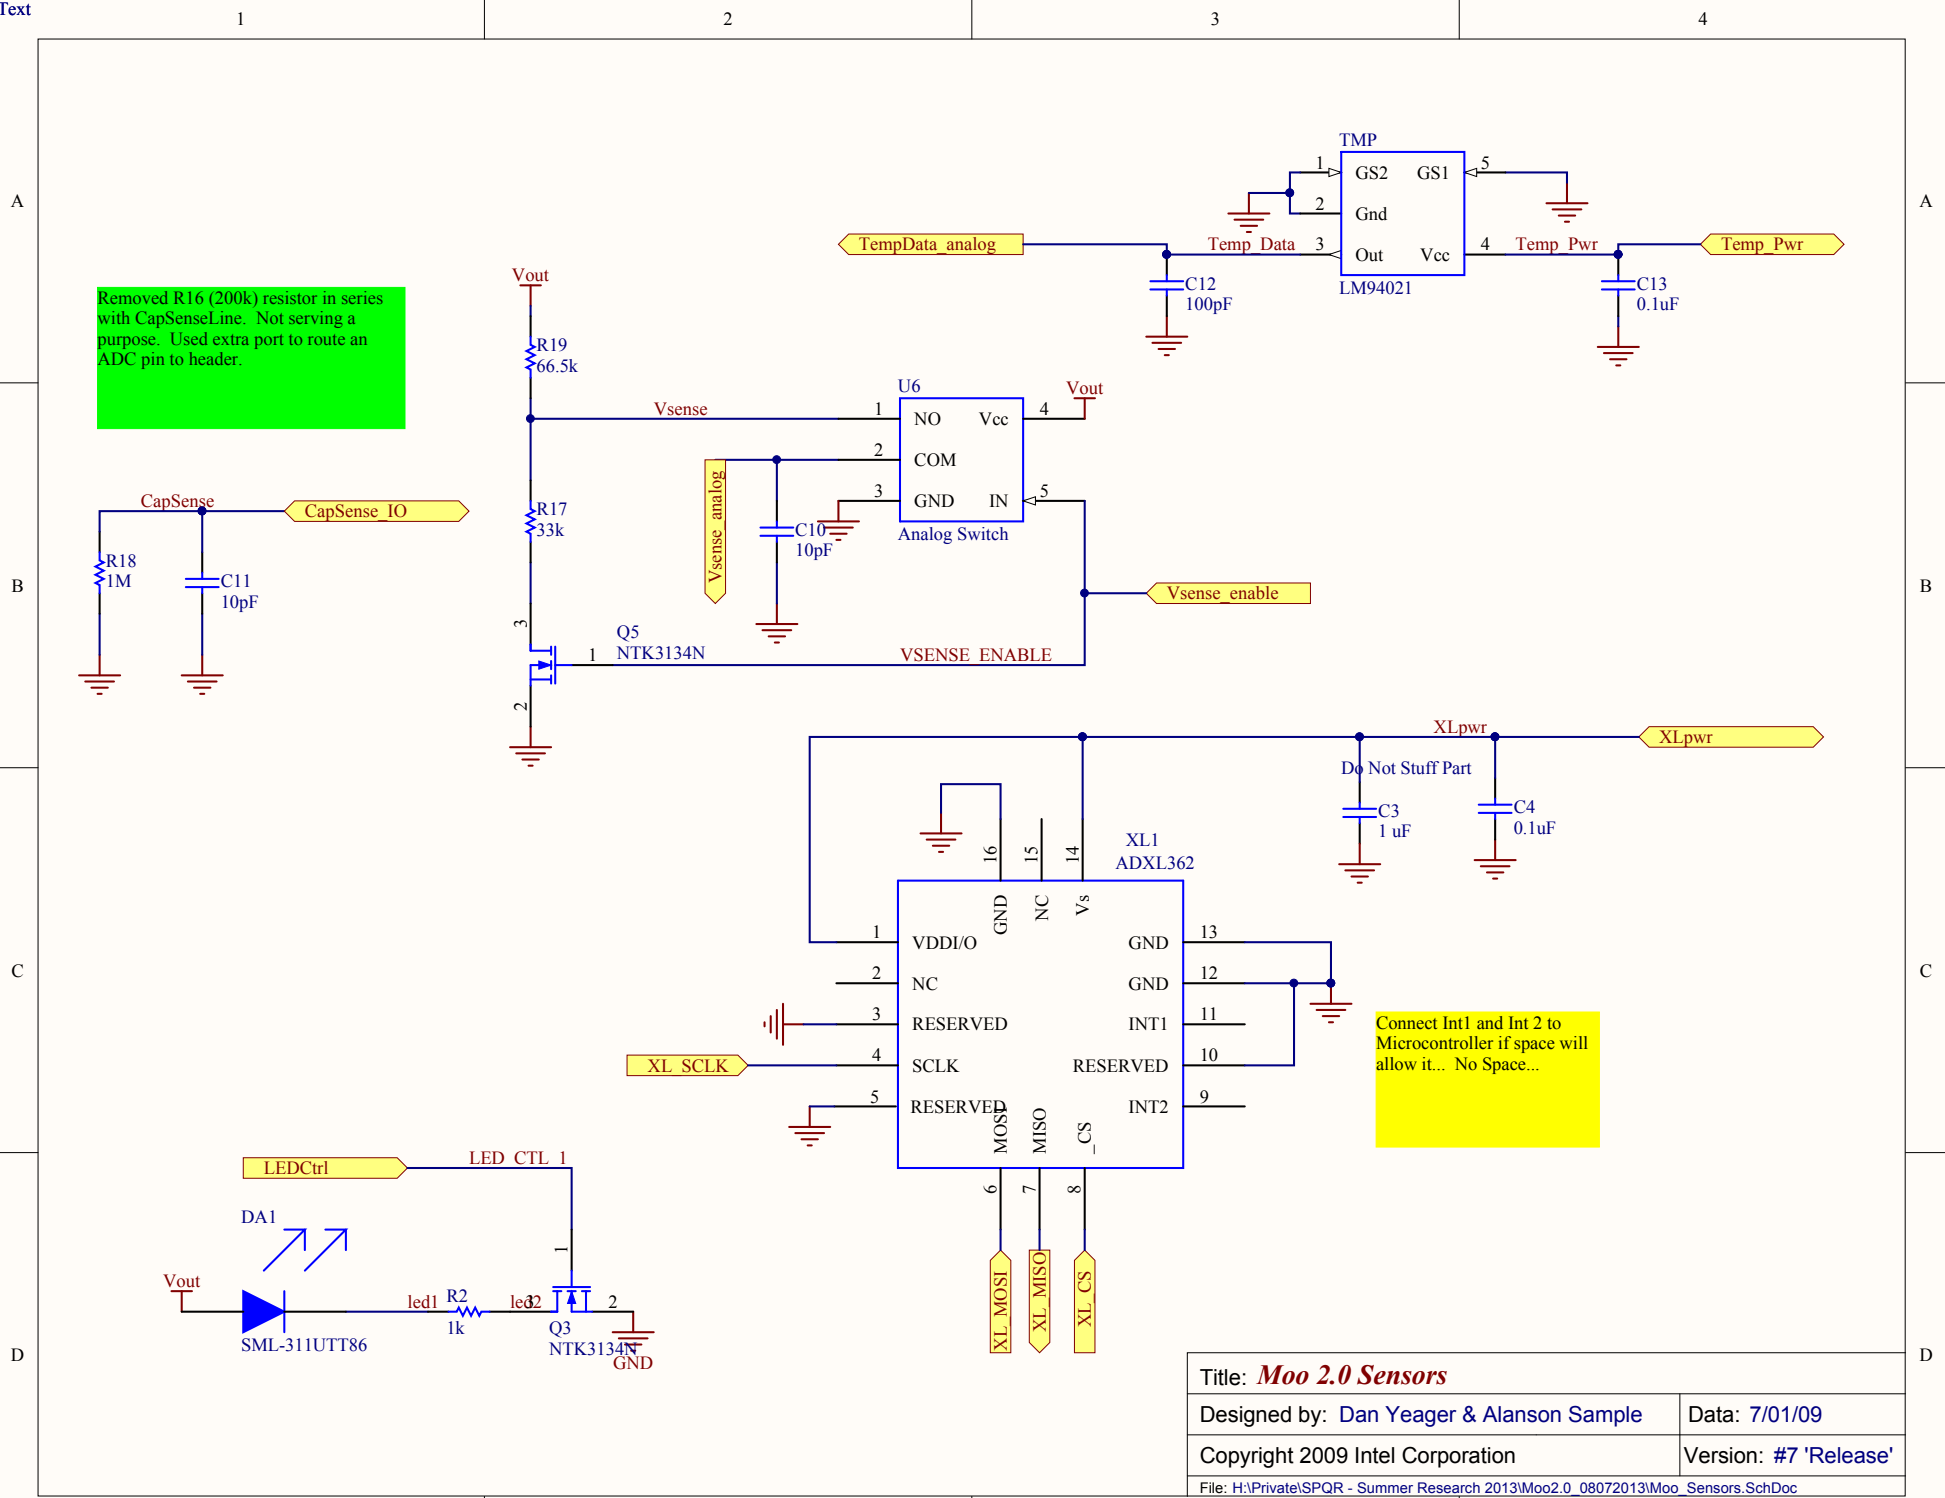 Text
1
2
3
4
A
A
B
B
C
C
D
D
TMP
1
GS2
GS1
5
2
Gnd
TempData_analog
Temp_Data
3
Out
Vcc
4
Temp_Pwr
Temp_Pwr
LM94021
C12
100pF
C13
0.1uF
Removed R16 (200k) resistor in series
with CapSenseLine. Not serving a
purpose. Used extra port to route an
ADC pin to header.
Vout
R19
66.5k
Vsense
U6
1
NO
Vcc
4
Vout
2
COM
3
GND
IN
5
Analog Switch
Vsense_analog
C10
10pF
R17
33k
CapSense
CapSense_IO
R18
1M
C11
10pF
Vsense_enable
3
Q5
NTK3134N
1
VSENSE_ENABLE
2
XLpwr
XLpwr
Do Not Stuff Part
C3
1 uF
C4
0.1uF
XL1
ADXL362
16
15
14
GND
NC
Vs
1
VDDI/O
GND
13
2
NC
GND
12
3
RESERVED
INT1
11
XL_SCLK
4
SCLK
RESERVED
10
5
RESERVED
INT2
9
MOSI
MISO
_CS
6
7
8
XL_MOSI
XL_MISO
XL_CS
Connect Int1 and Int 2 to
Microcontroller if space will
allow it... No Space...
LEDCtrl
LED_CTL_1
DA1
1
Vout
led1
R2
1k
led2
3
2
SML-311UTT86
Q3
NTK3134N
GND
Title: Moo 2.0 Sensors
Designed by: Dan Yeager & Alanson Sample
Data: 7/01/09
Copyright 2009 Intel Corporation
Version: #7 'Release'
File: H:\Private\SPQR - Summer Research 2013\Moo2.0_08072013\Moo_Sensors.SchDoc